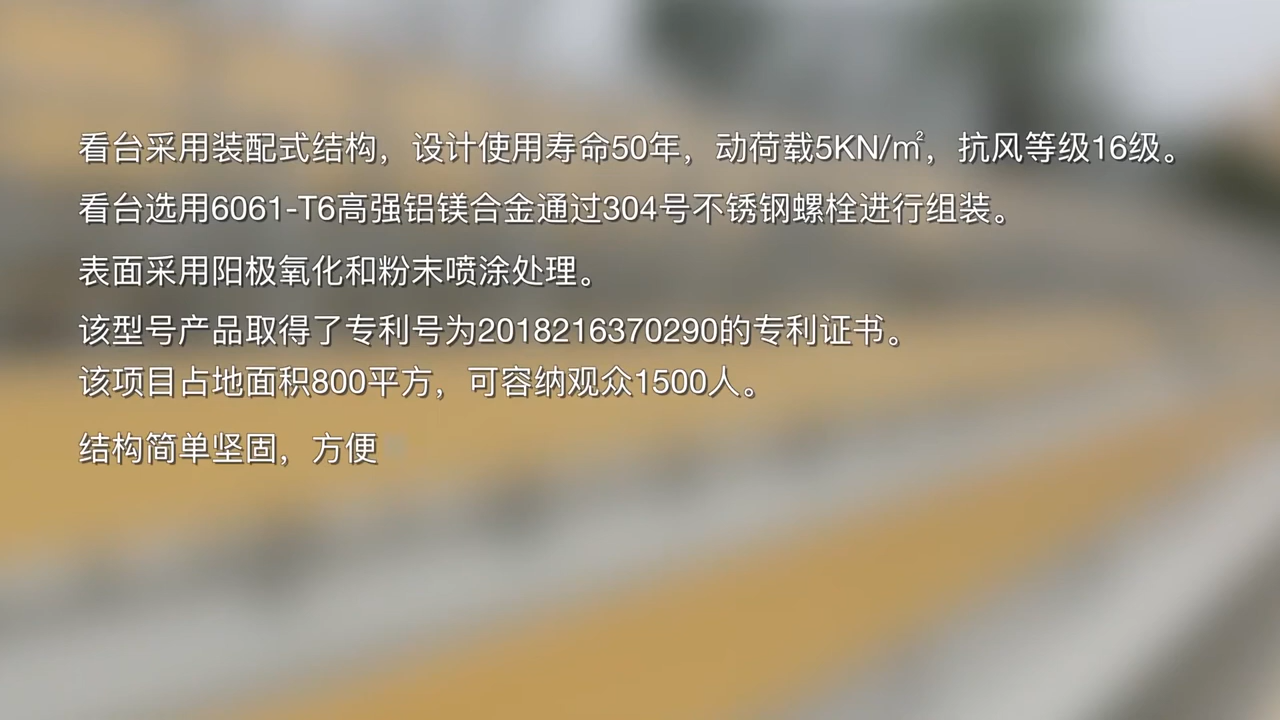 看台采用装配式结构，设计使用寿命50年，动荷载5KN/㎡，抗风等级16级。
看台选用6061-T6高强铝镁合金通过304号不锈钢螺栓进行组装。
表面采用阳极氧化和粉末喷涂处理。
该型号产品取得了专利号为2018216370290的专利证书。
该项目占地面积800平方，可容纳观众1500人。
结构简单坚固，方便